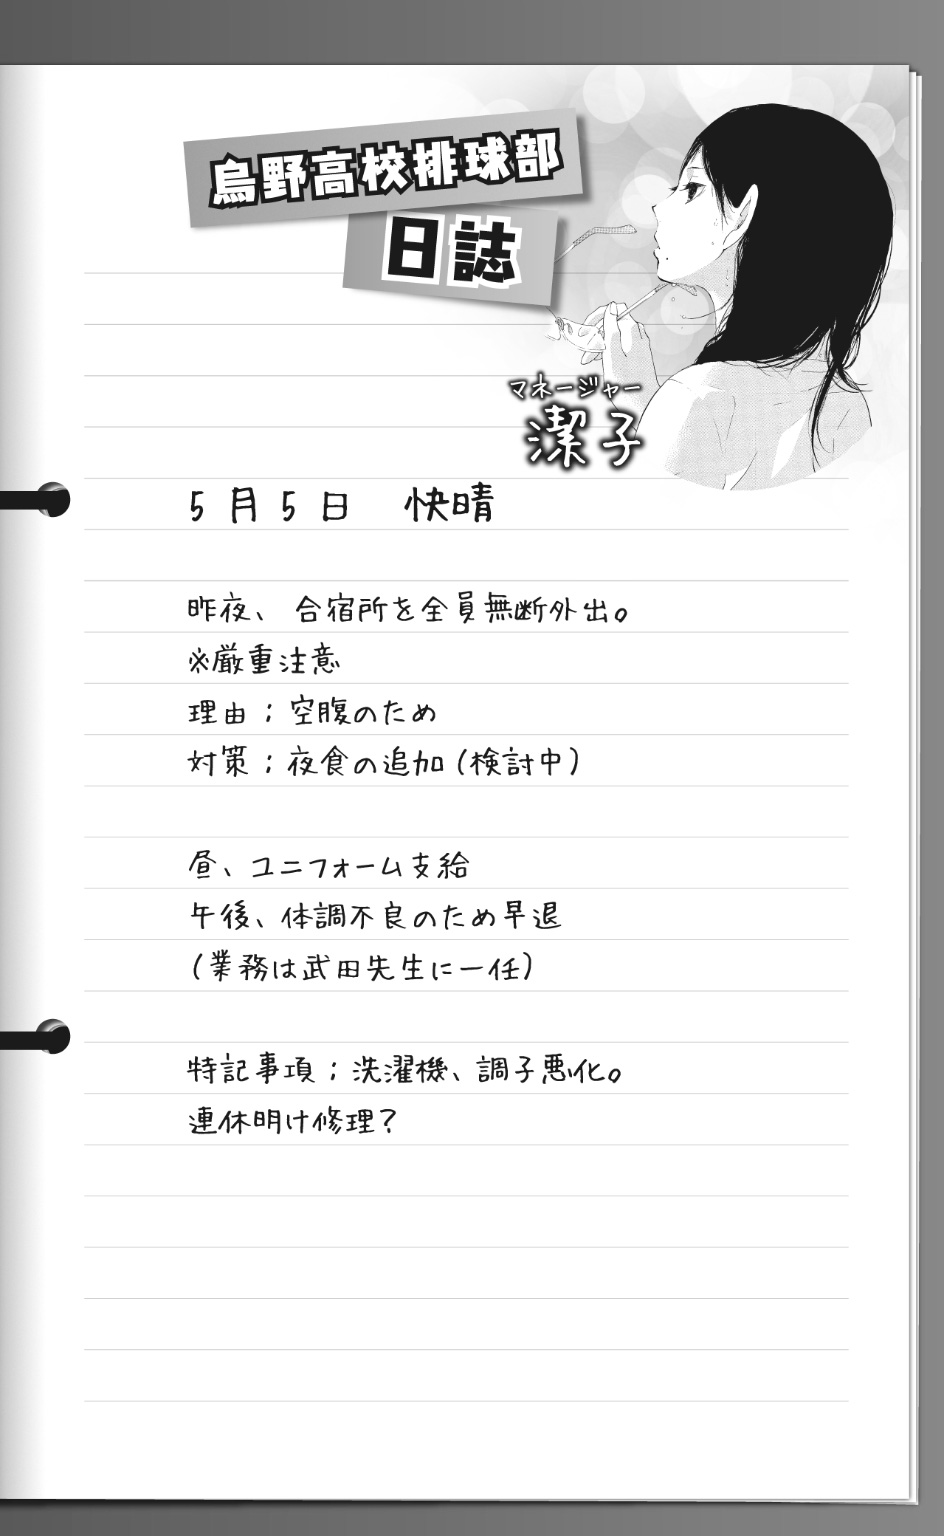 烏野高校排球部
日誌
マネージャー
潔子
5月5日　快晴
昨夜、合宿所を全員無断外出。
※厳重注意
理由；空腹のため
対策；夜食の追加（検討中）
昼、ユニフォーム支給
午後、体調不良のため早退
（業務は武田先生に一任）
特記事項；洗濯機、調子悪化。
連休明け修理？